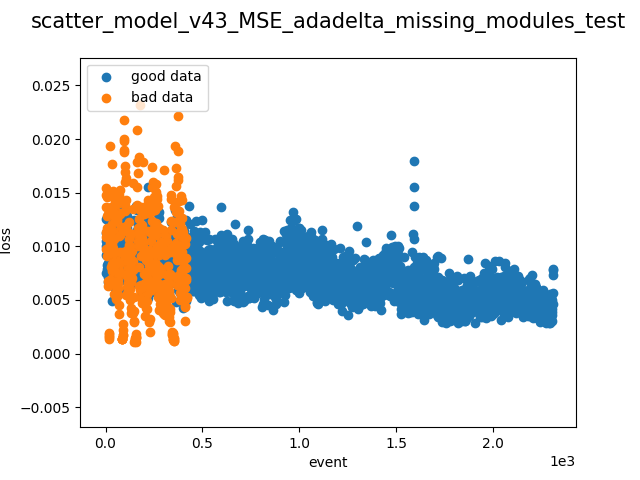 scatter_model_v43_MSE_adadelta_missing_modules_test
good data
bad data
0.025
0.020
0.015
0.010
0.005
0.000
−0.005
loss
0.0 0.5 1.0 1.5 2.0
1e3
event